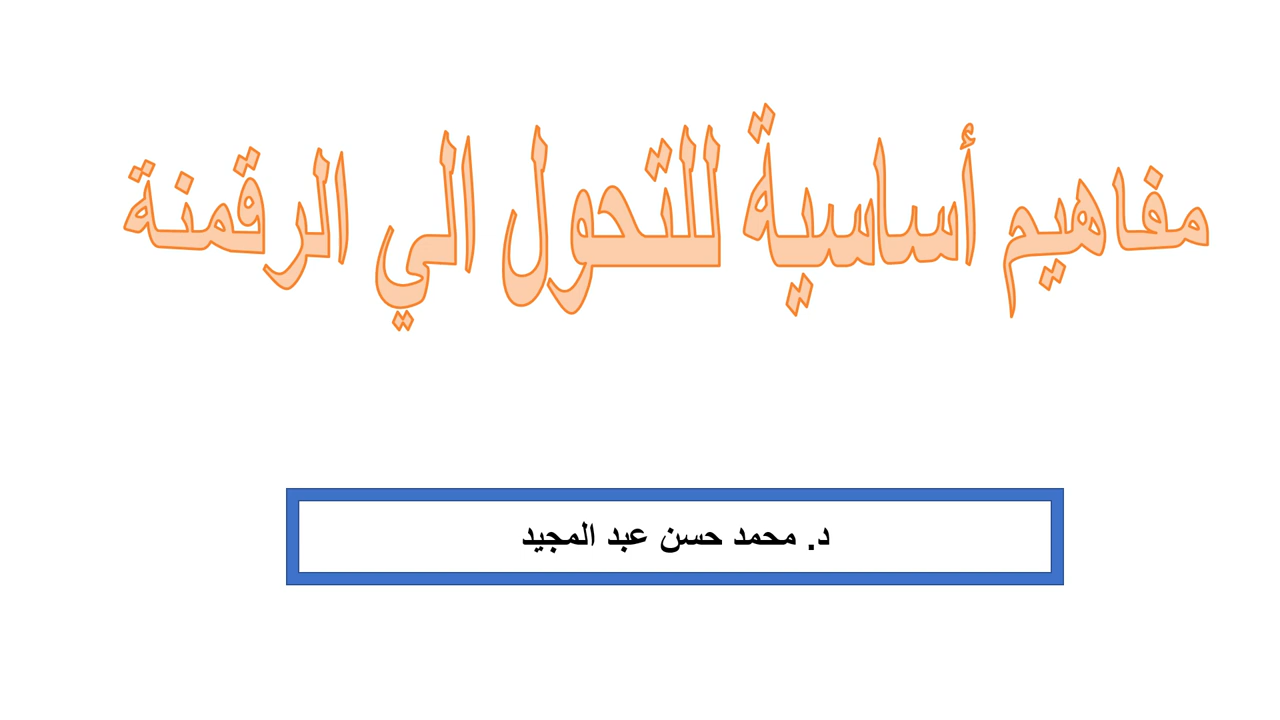 مفاهيم أساسية للتحول الي الرقمنة
د. محمد حسن عبد المجيد